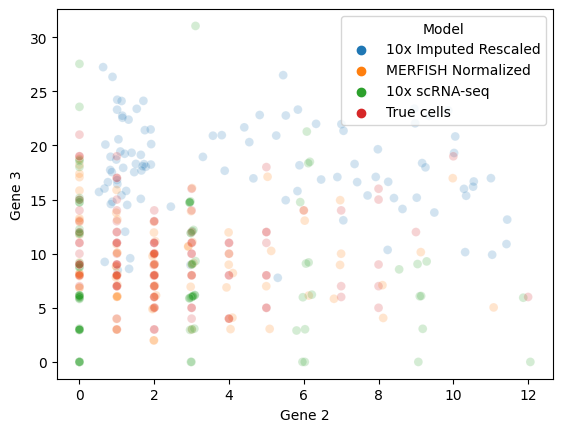 Model
10x Imputed Rescaled
MERFISH Normalized
10x scRNA-seq
True cells
30
25
20
15
10
5
0
Gene 3
0 2 4 6 8 10 12
Gene 2